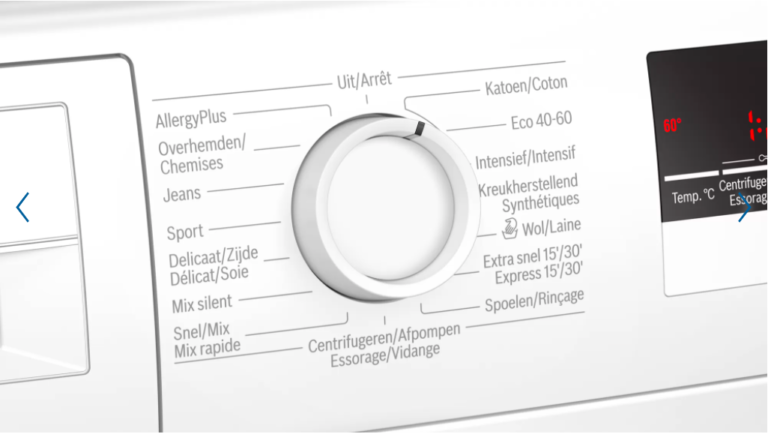 Uit/Arrêt
AllergyPlus
Overhemden/
Chemises
Jeans
Sport
Delicaat/Zijde
Délicat/Soie
Mix silent
Snel/Mix
Mix rapide
Centrifugeren/Afpompen
Essorage/Vidange
Katoen/Coton
Eco 40-60
Intensief/Intensif
Kreukherstellend
Synthétiques
Wol/Laine
Extra snel 15'/30'
Express 15'/30'
Spoelen/Rinçage
60°
Temp. °C